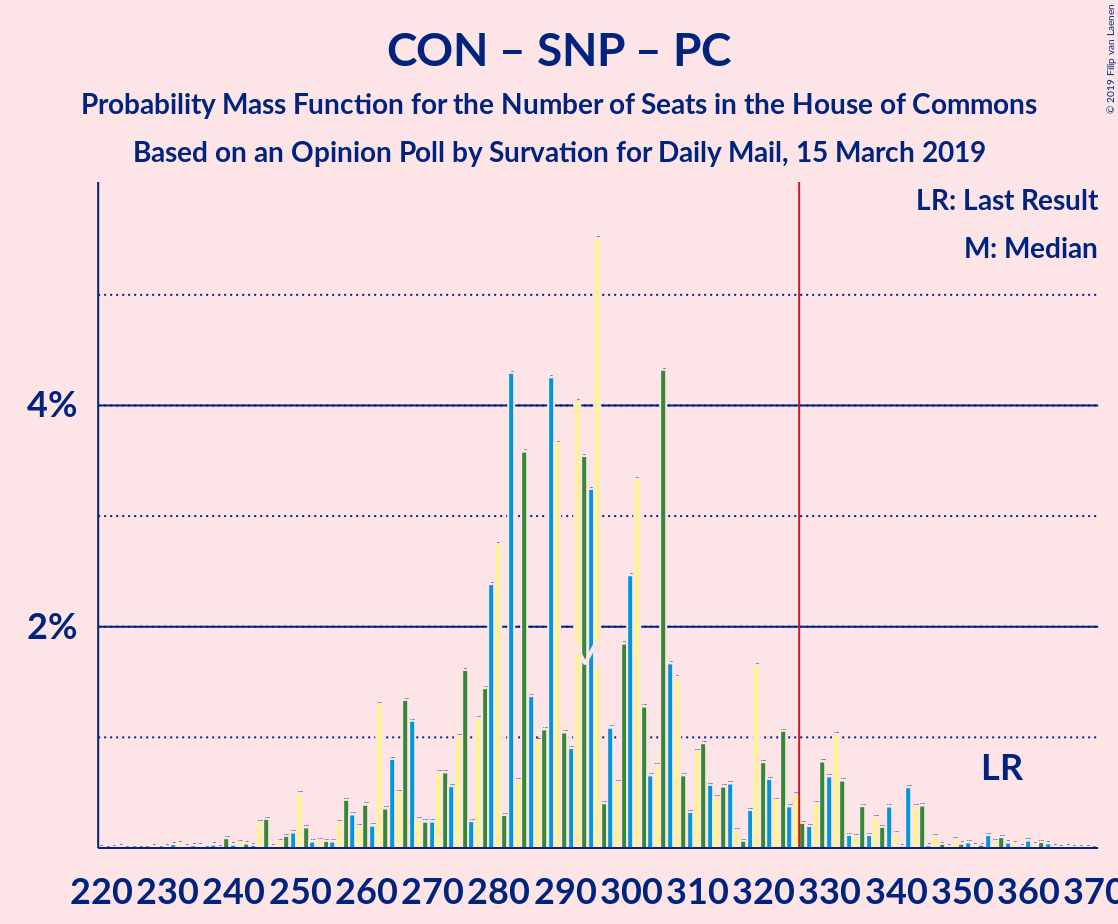 CON – SNP – PC
Probability Mass Function for the Number of Seats in the House of Commons
Based on an Opinion Poll by Survation for Daily Mail, 15 March 2019
© 2019 Filip van Laenen
LR: Last Result
M: Median
4%
2%
LR
220 230 240 250 260 270 280 290 300 310 320 330 340 350 360 370